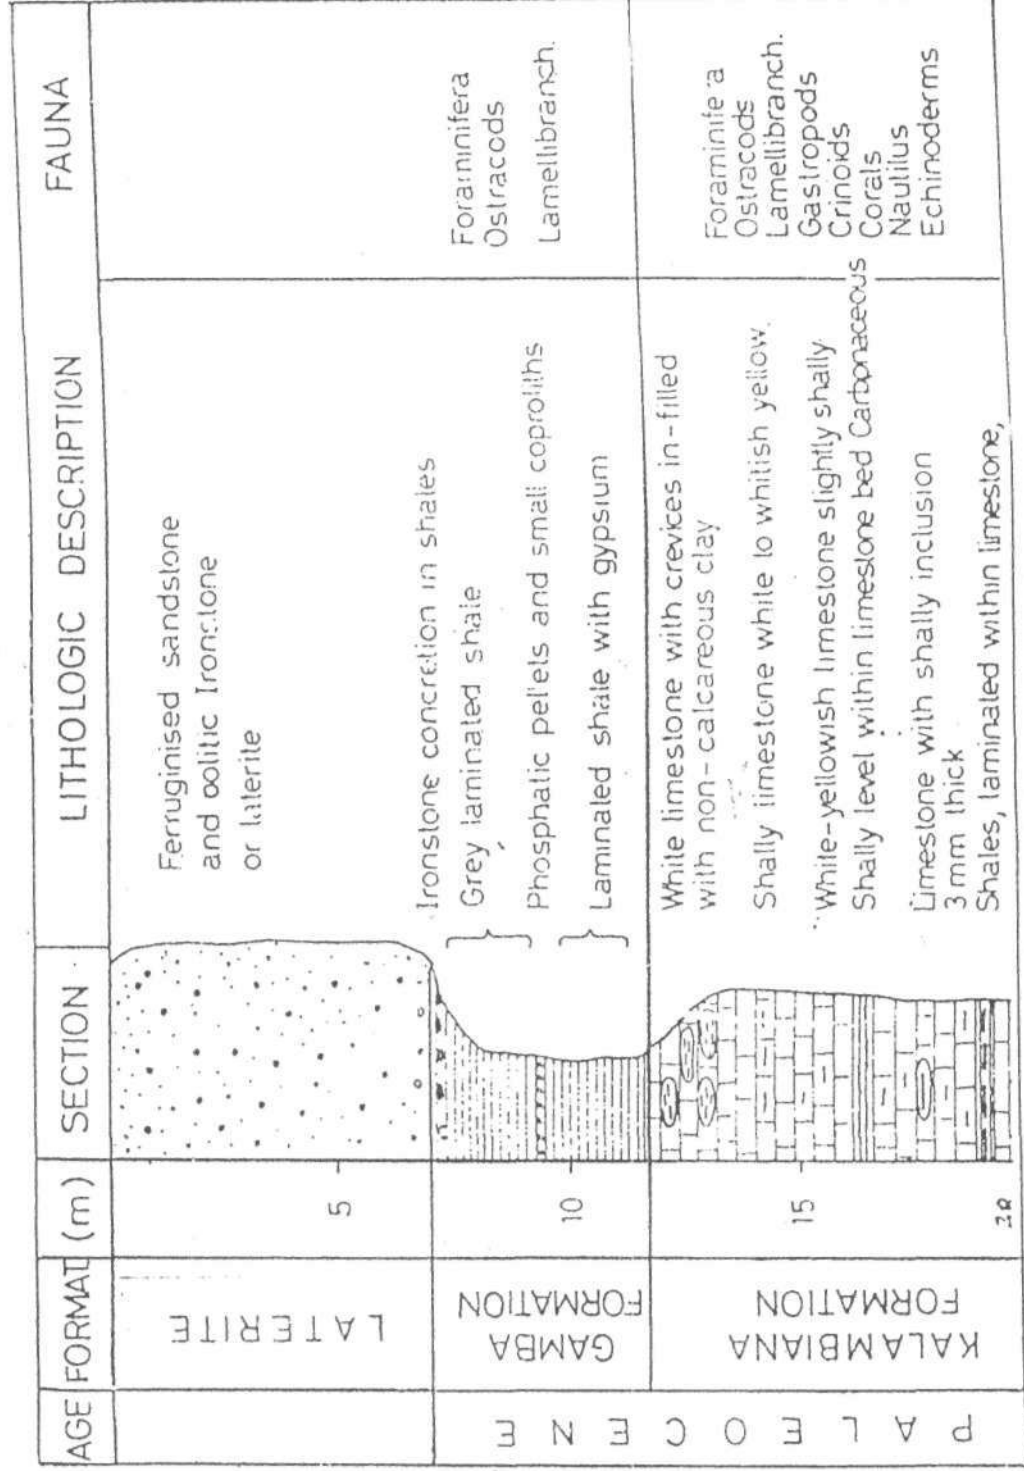 AGE
FORMAT
(m)
SECTION
LITHOLOGIC DESCRIPTION
FAUNA
LATERITE
5
Ferruginised sandstone
and oolitic Ironstone
or laterite
PALEOCENE
GAMBA
FORMATION
10
Ironstone concretion in shales
Grey laminated shale
Phosphatic pellets and small coproliths
Laminated shale with gypsium
Foraminifera
Ostracods
Lamellibranch.
KALAMBIANA
FORMATION
15
20
White limestone with crevices in-filled
with non-calcareous clay
Shally limestone white to whitish yellow.
White-yellowish limestone slightly shally
Shally level within limestone bed Carbonaceous
Limestone with shally inclusion
3mm thick
Shales, laminated within limestone,
Foraminifera
Ostracods
Lamellibranch.
Gastropods
Crinoids
Corals
Nautilus
Echinoderms